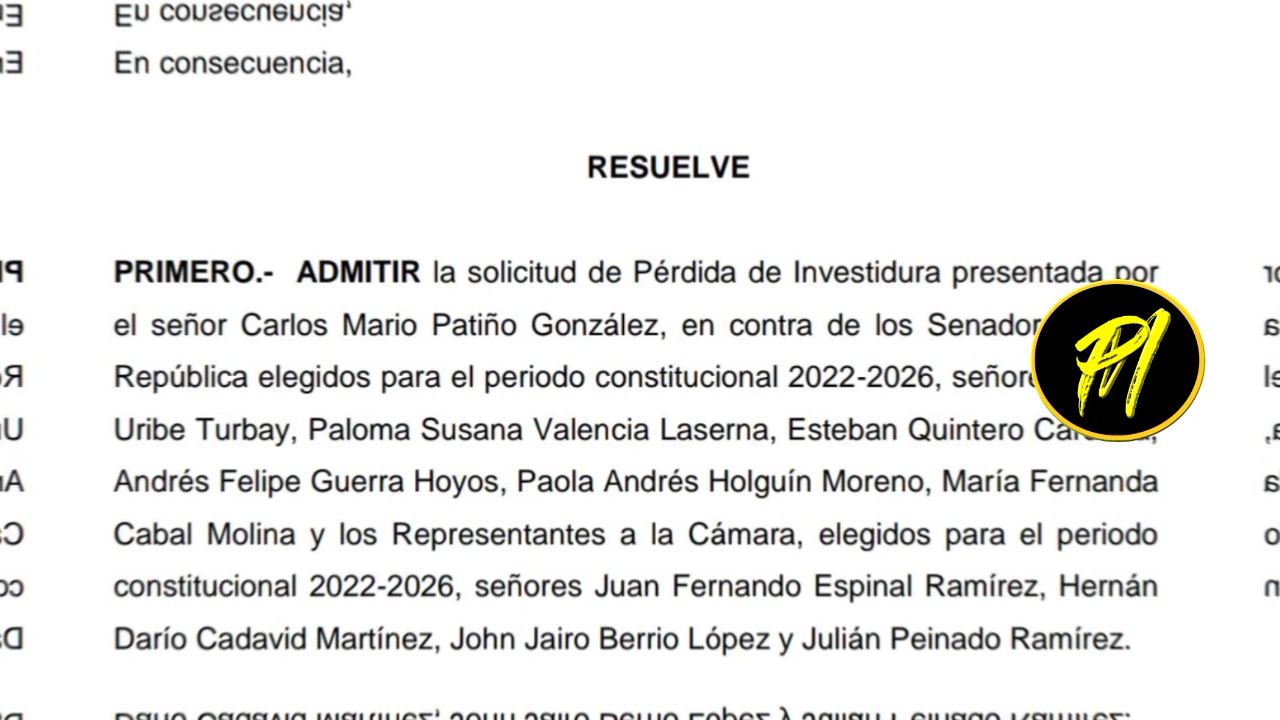 En consecuencia,
RESUELVE
PRIMERO.- ADMITIR la solicitud de Pérdida de Investidura presentada por
el señor Carlos Mario Patiño González, en contra de los
República elegidos para el periodo constitucional 2022-2026,
Uribe Turbay, Paloma Susana Valencia Laserna, Esteban Quintero
Andrés Felipe Guerra Hoyos, Paola Andrés Holguín Moreno, María Fernanda
Cabal Molina y los Representantes a la Cámara, elegidos para el periodo
constitucional 2022-2026, señores Juan Fernando Espinal Ramírez, Hernán
Darío Cadavid Martínez, John Jairo Berrio López y Julián Peinado Ramírez.